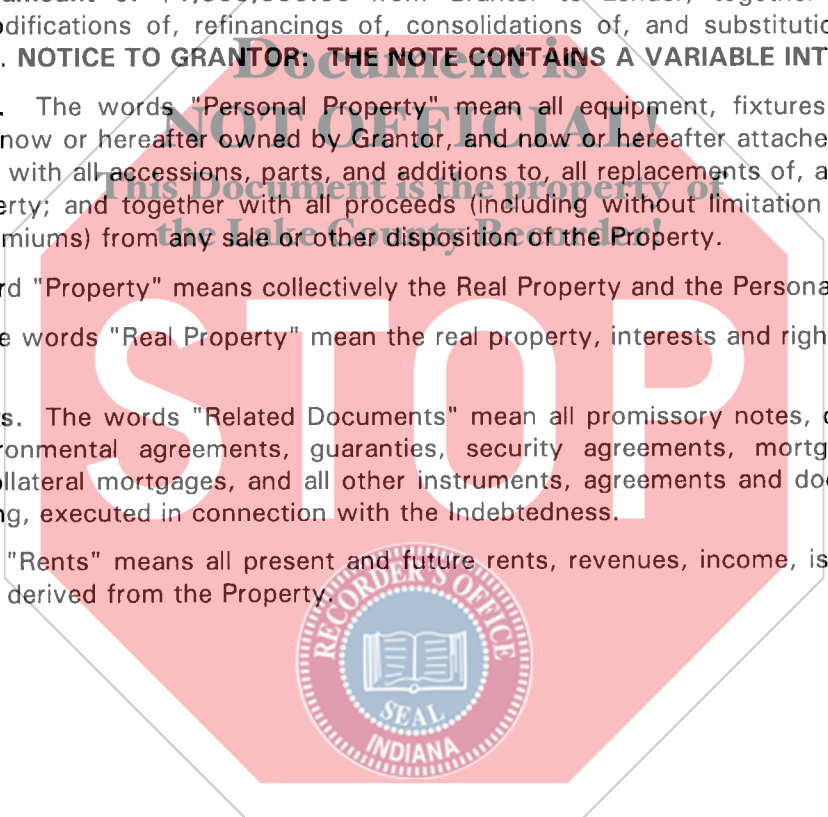 from Grantor to Lender, together
difications of, refinancings of, consolidations of, and substitutio
. NOTICE TO GRANTOR: THE NOTE CONTAINS A VARIABLE INT
Document is
. The words "Personal Property" mean all equipment, fixtures
NOT OFFICIAL!
now or hereafter owned by Grantor, and now or hereafter attache
with all accessions, parts, and additions to, all replacements of, a
This Document is the property of
erty; and together with all proceeds (including without limitation
the Lake County Recorder!
miums) from any sale or other disposition of the Property.
rd "Property" means collectively the Real Property and the Persona
e words "Real Property" mean the real property, interests and righ
STOP
s. The words "Related Documents" mean all promissory notes, c
ronmental agreements, guaranties, security agreements, mortg
llateral mortgages, and all other instruments, agreements and do
ng, executed in connection with the Indebtedness.
"Rents" means all present and future rents, revenues, income, is
derived from the Property.
RECORDER'S OFFICE
SEAL
INDIANA